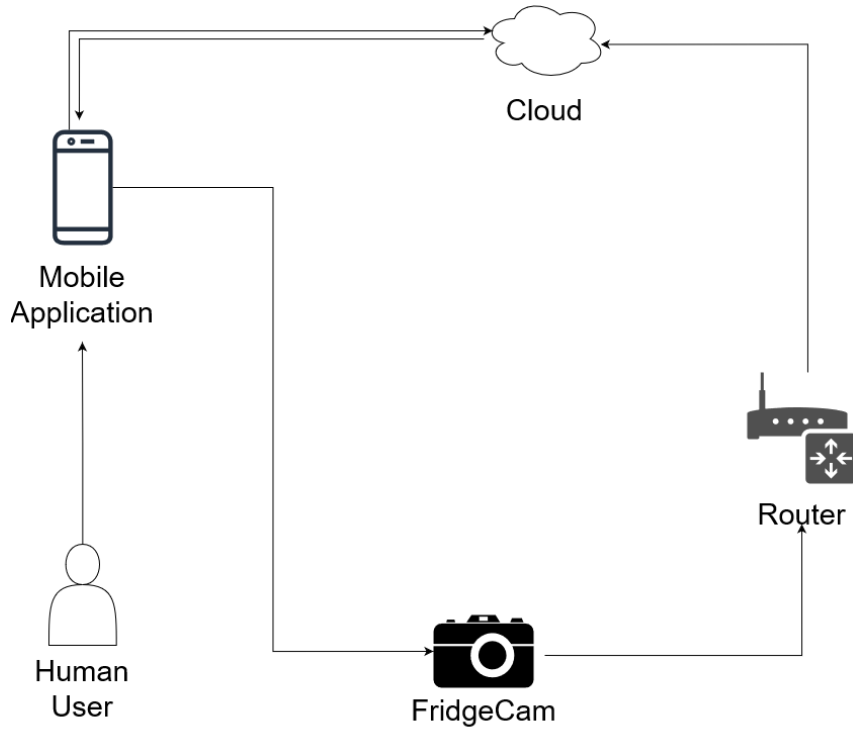 Cloud
Mobile
Application
Router
Human
User
FridgeCam